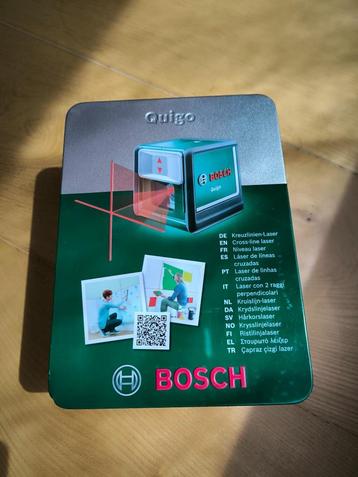 Quigo
BOSCH
Quigo
DE Kreuzlinien-Laser
EN Cross-line laser
FR Niveau laser
ES Láser de líneas
cruzadas
PT Laser de linhas
cruzadas
IT Laser con 2 raggi
perpendicolari
NL Kruislijn-laser
DA Krydslinjelaser
SV Hårkorslaser
NO Krysslinjelaser
FI Ristilinjalaser
EL Σταυρωτό λέιζερ
TR Çapraz çizgi lazer
BOSCH